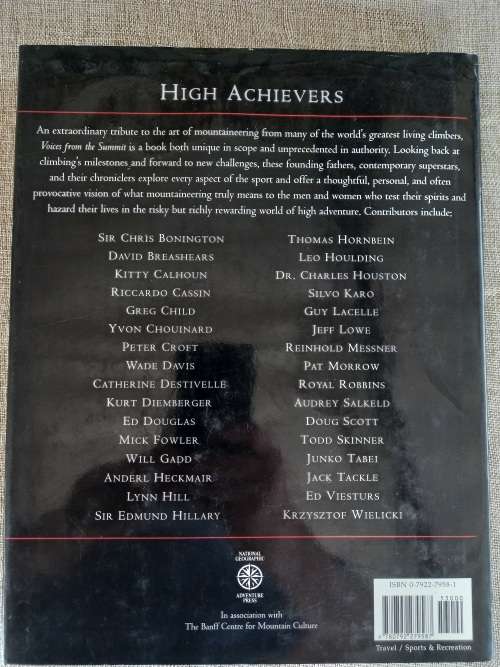 HIGH ACHIEVERS
An extraordinary tribute to the art of mountaineering from many of the world's greatest living climbers,
Voices from the Summit is a book both unique in scope and unprecedented in authority. Looking back at
climbing's milestones and forward to new challenges, these founding fathers, contemporary superstars,
and their chroniclers explore every aspect of the sport and offer a thoughtful, personal, and often
provocative vision of what mountaineering truly means to the men and women who test their spirits and
hazard their lives in the risky but richly rewarding world of high adventure. Contributors include:
SIR CHRIS BONINGTON
DAVID BREASHEARS
KITTY CALHOUN
RICCARDO CASSIN
GREG CHILD
YVON CHOUINARD
PETER CROFT
WADE DAVIS
CATHERINE DESTIVELLE
KURT DIEMBERGER
ED DOUGLAS
MICK FOWLER
WILL GADD
ANDERL HECKMAIR
LYNN HILL
SIR EDMUND HILLARY
THOMAS HORNBEIN
LEO HOULDING
DR. CHARLES HOUSTON
SILVO KARO
GUY LACELLE
JEFF LOWE
REINHOLD MESSNER
PAT MORROW
ROYAL ROBBINS
AUDREY SALKELD
DOUG SCOTT
TODD SKINNER
JUNKO TABEI
JACK TACKLE
ED VIESTURS
KRZYSZTOF WIELICKI
NATIONAL
GEOGRAPHIC
ADVENTURE
PRESS
In association with
The Banff Centre for Mountain Culture
ISBN 0-7922-7958-1
9 780792 279587
Travel / Sports & Recreation